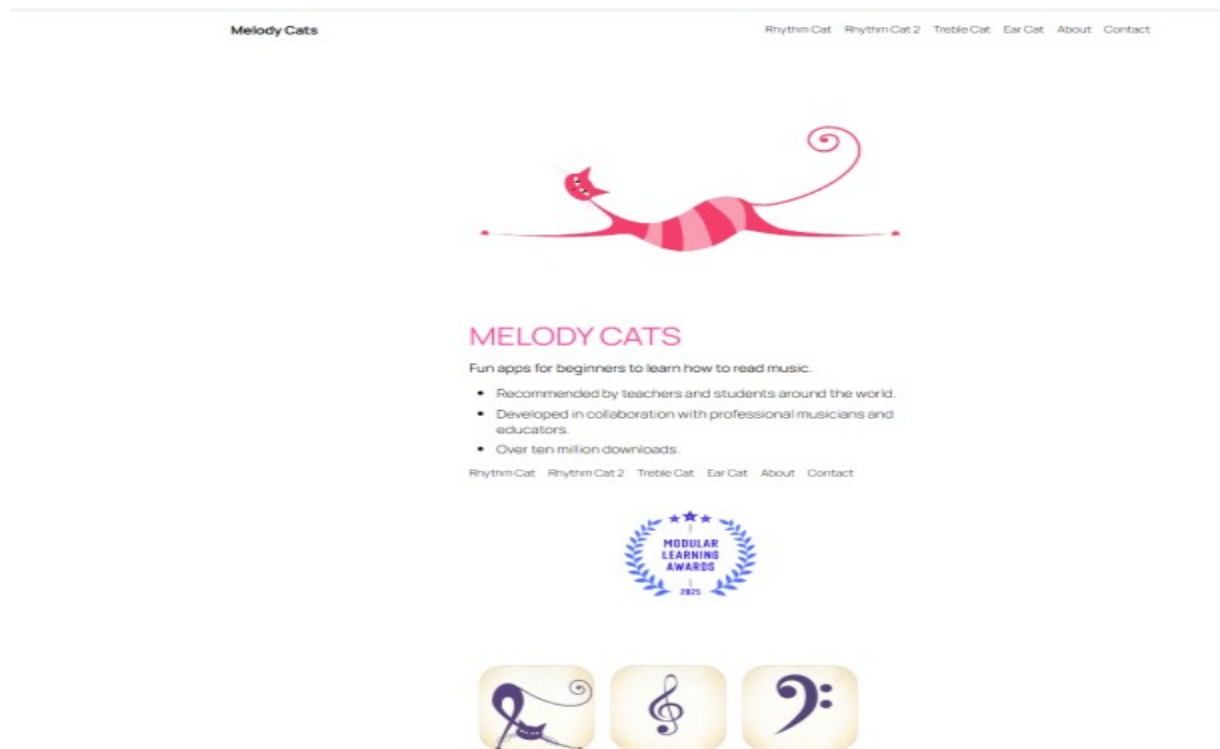 Melody Cats
Rhythm Cat Rhythm Cat 2 Treble Cat Ear Cat About Contact
MELODY CATS
Fun apps for beginners to learn how to read music.
Recommended by teachers and students around the world.
Developed in collaboration with professional musicians and
educators.
Over ten million downloads.
Rhythm Cat Rhythm Cat 2 Treble Cat Ear Cat About Contact
MODULAR
LEARNING
AWARDS
2025